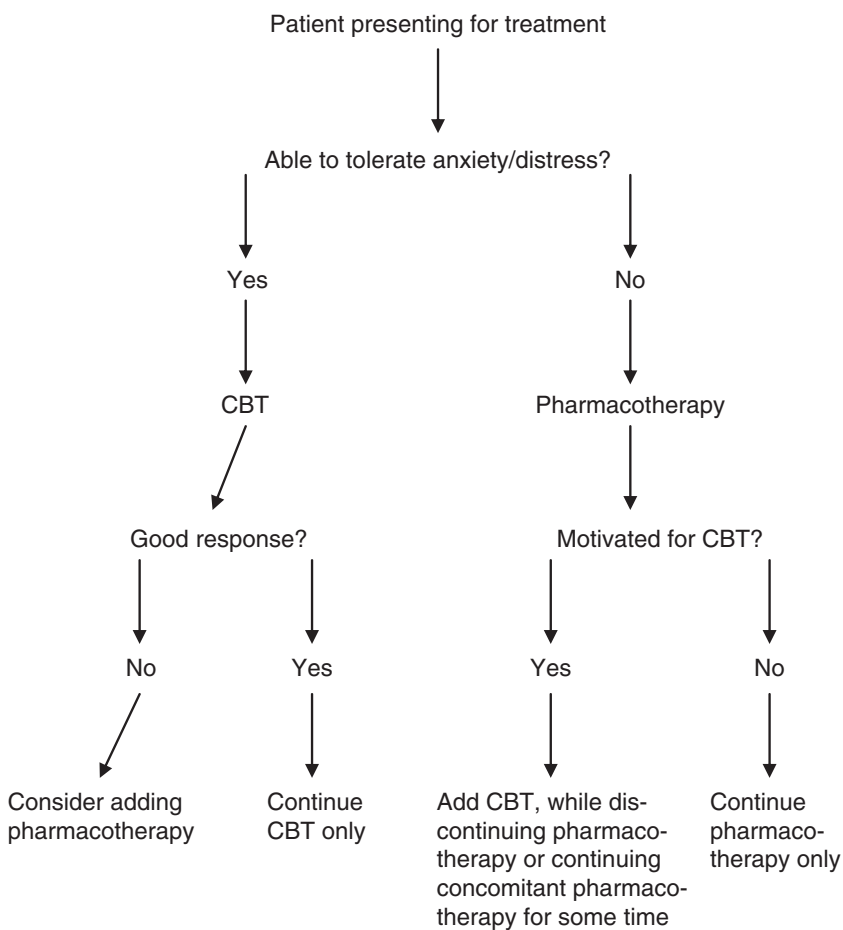 Patient presenting for treatment
Able to tolerate anxiety/distress?
Yes
No
CBT
Pharmacotherapy
Good response?
Motivated for CBT?
No
Yes
Yes
No
Consider adding
pharmacotherapy
Continue
CBT only
Add CBT, while dis-
continuing pharmaco-
therapy or continuing
concomitant pharmaco-
therapy for some time
Continue
pharmaco-
therapy only